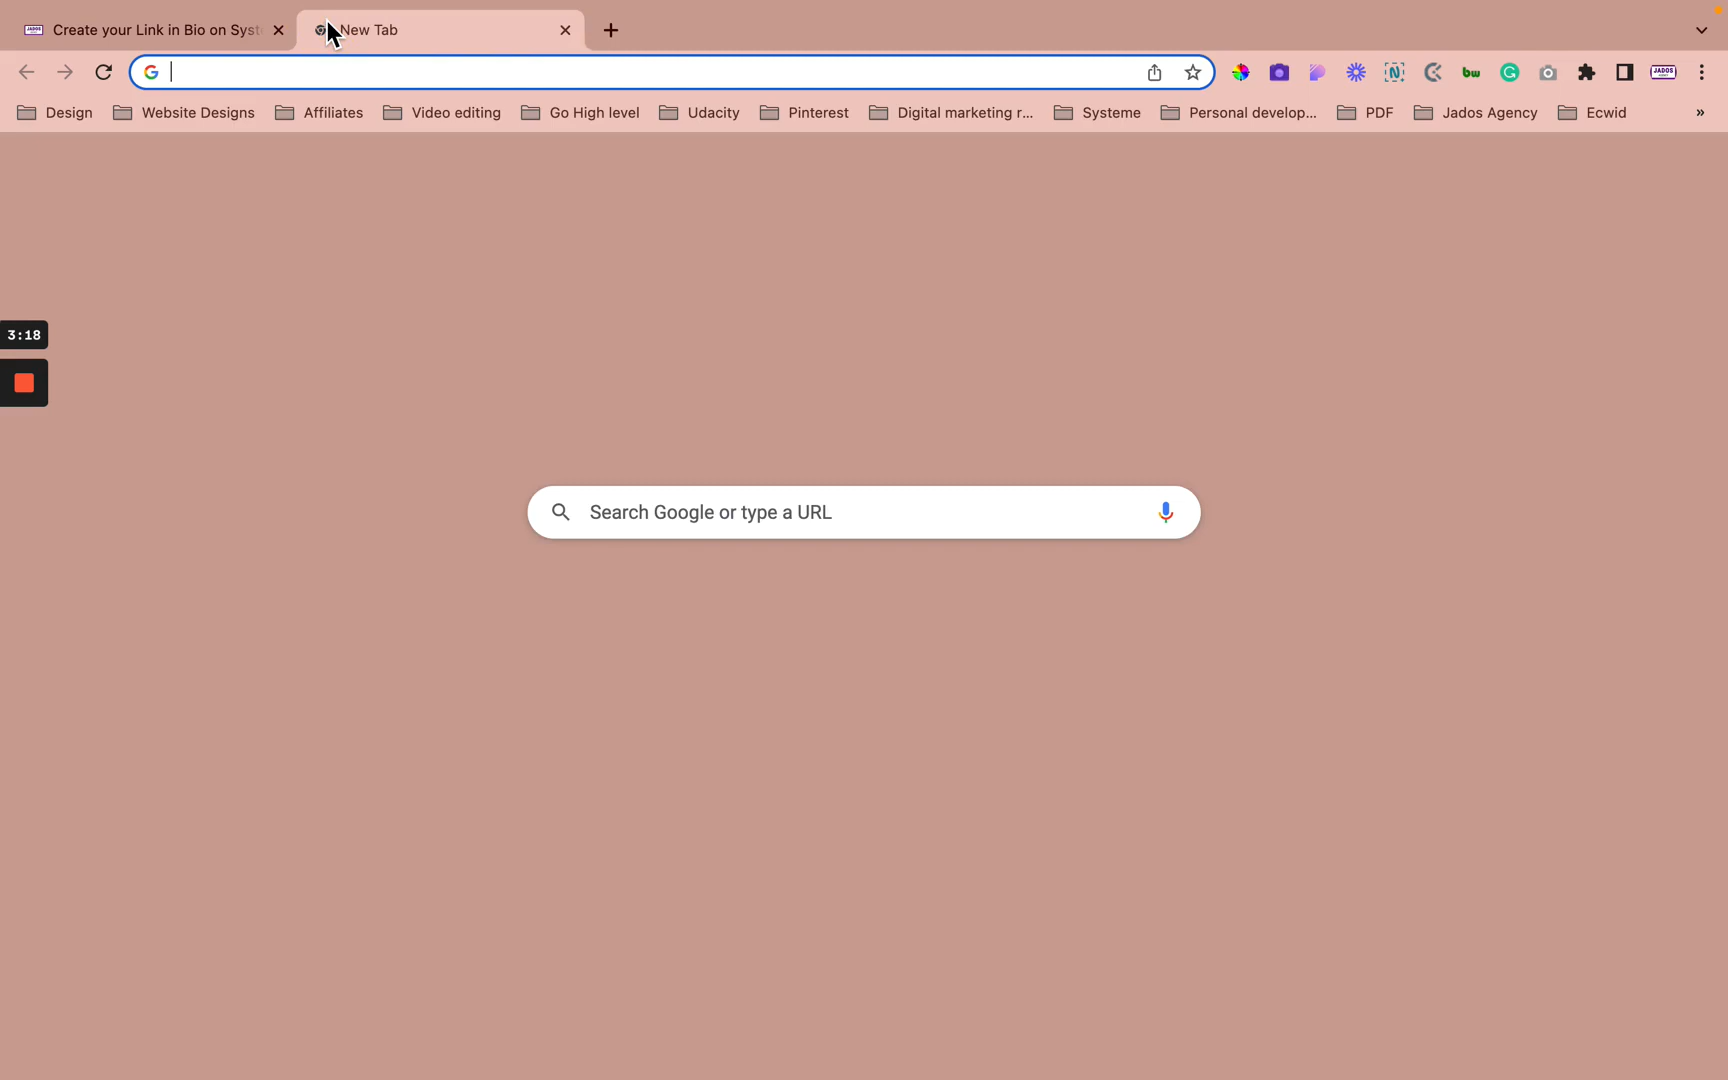 Create your Link in Bio on Syst
New Tab
Design
Website Designs
Affiliates
Video editing
Go High level
Udacity
Pinterest
Digital marketing r...
Systeme
Personal develop...
PDF
Jados Agency
Ecwid
»
3:18
Search Google or type a URL